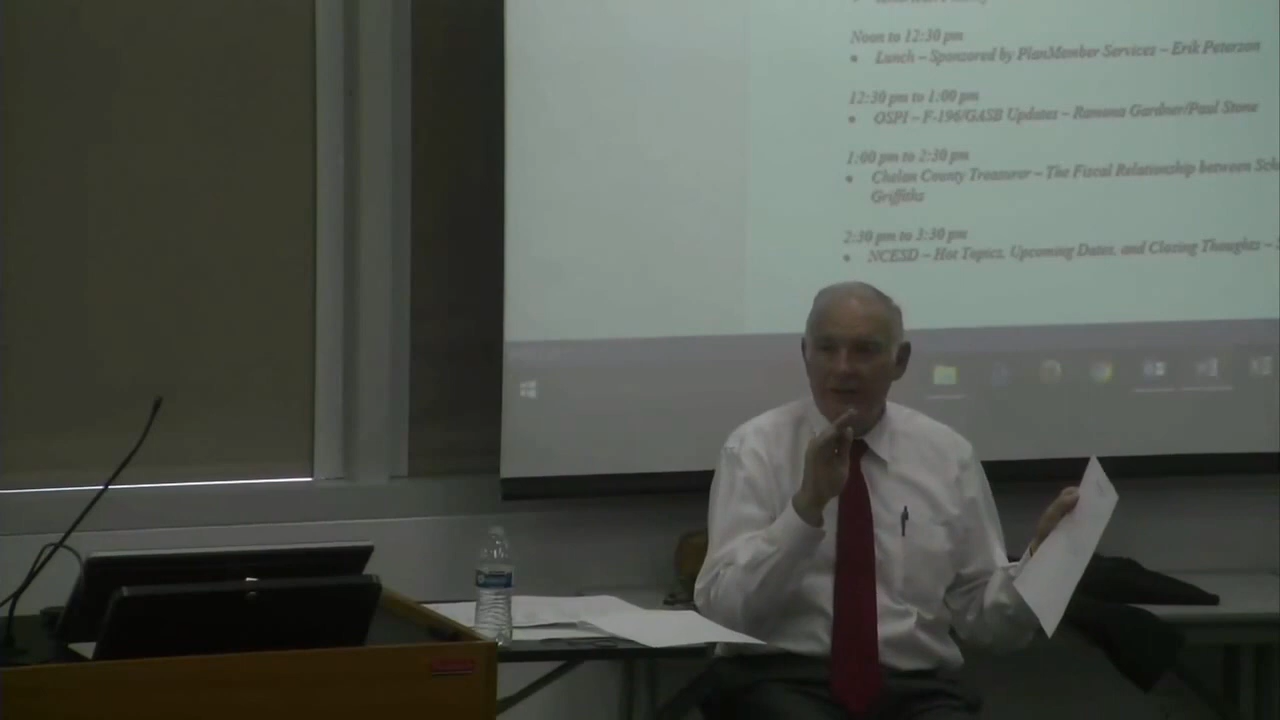 Noon to 12:30 pm
• Lunch – Sponsored by PlanMember Services – Erik Paterson
12:30 pm to 1:00 pm
• OSPI – F-196/GASB Updates – Ramona Gardner/Paul Stone
1:00 pm to 2:30 pm
• Chelan County Treasurer – The Fiscal Relationship between
Griffiths
2:30 pm to 3:30 pm
• NCESD – Hot Topics, Upcoming Dates, and Closing Thoughts –